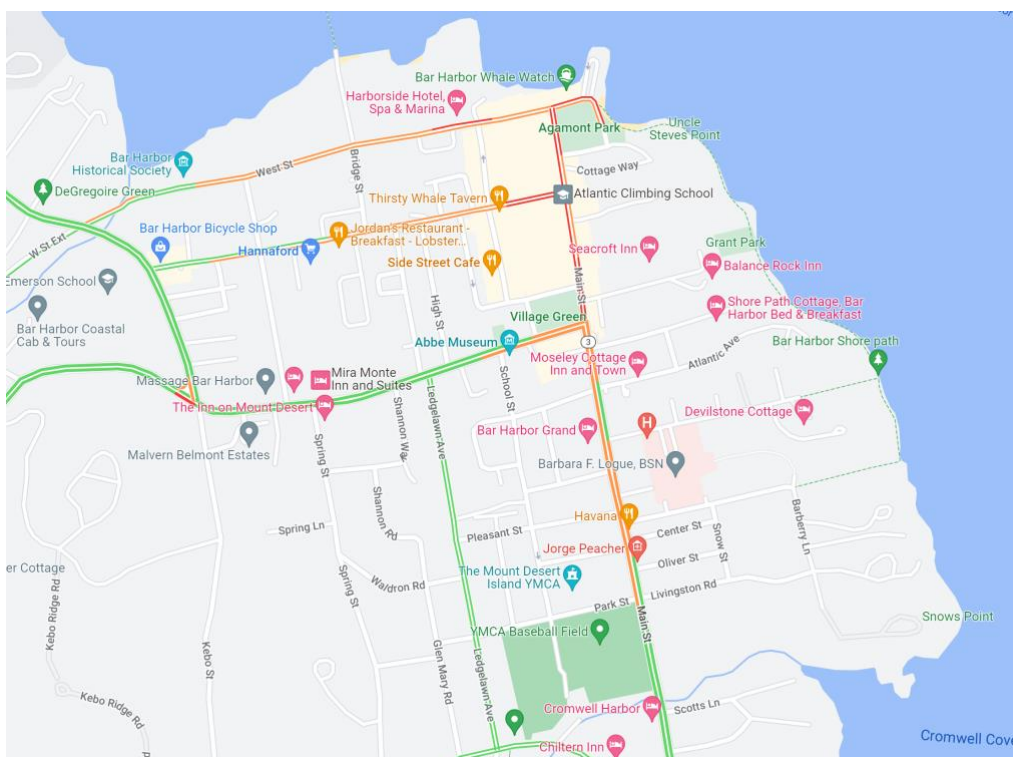 Bar Harbor Whale Watch
Harborside Hotel,
Spa & Marina
Agamont Park
Uncle
Steves Point
Bar Harbor
Historical Society
West St
Bridge St
Cottage Way
DeGregoire Green
Thirsty Whale Tavern
Atlantic Climbing School
W St Ext
Bar Harbor Bicycle Shop
Jordan's Restaurant -
Breakfast - Lobster...
Hannaford
Seacroft Inn
Grant Park
Side Street Cafe
Main St
Balance Rock Inn
Emerson School
High St
Shore Path Cottage, Bar
Harbor Bed & Breakfast
Bar Harbor Coastal
Cab & Tours
Village Green
3
Abbe Museum
Bar Harbor Shore path
Atlantic Ave
Moseley Cottage
Inn and Town
Massage Bar Harbor
Mira Monte
Inn and Suites
School St
The Inn on Mount Desert
Shannon Way
Ledgelawn Ave
Devilstone Cottage
H
Bar Harbor Grand
Malvern Belmont Estates
Spring St
Barbara F. Logue, BSN
Shannon Rd
Havana
Barberry Ln
Spring Ln
Pleasant St
Center St
Snow St
Jorge Peacher
Oliver St
er Cottage
Waldron Rd
The Mount Desert
Island YMCA
Livingston Rd
Spring St
Park St
Kebo Ridge Rd
YMCA Baseball Field
Main St
Snows Point
Kebo St
Glen Mary Rd
Ledgelawn Ave
Kebo Ridge Rd
Cromwell Harbor
Scotts Ln
Chiltern Inn
Cromwell Cov